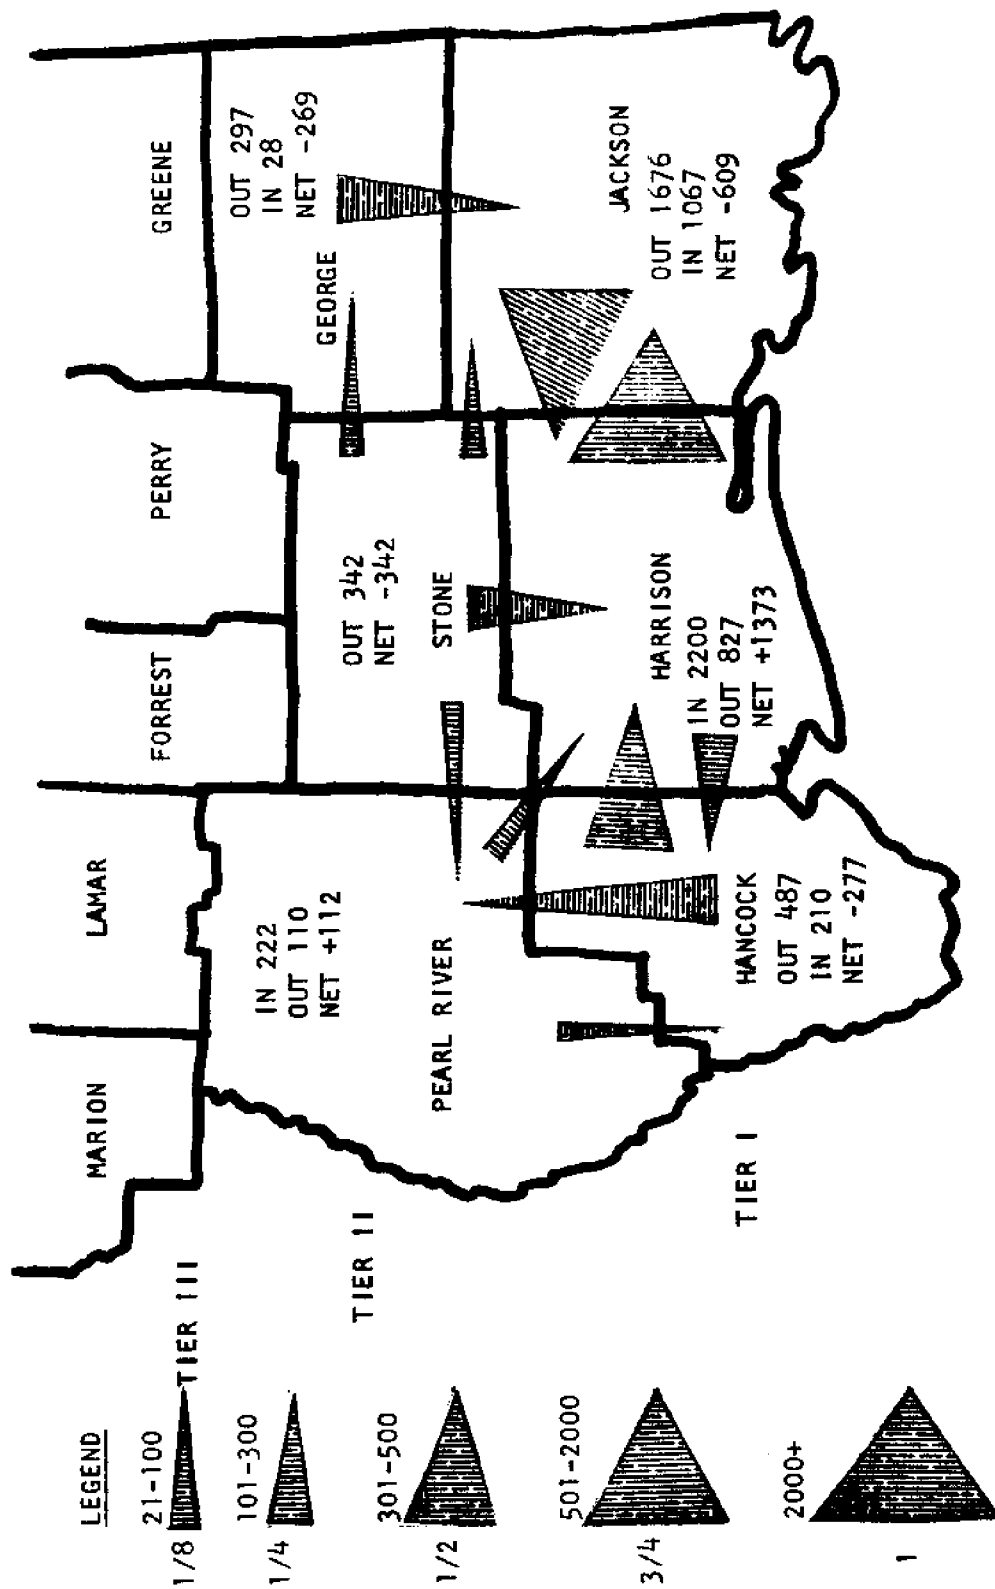 LEGEND
1/8
21-100
1/4
101-300
1/2
301-500
3/4
501-2000
1
2000+
TIER III
TIER II
TIER I
MARION
LAMAR
FORREST
PERRY
GREENE
PEARL RIVER
IN 222
OUT 110
NET +112
STONE
OUT 342
NET -342
GEORGE
OUT 297
IN 28
NET -269
HANCOCK
OUT 487
IN 210
NET -277
HARRISON
IN 2200
OUT 827
NET +1373
JACKSON
OUT 1676
IN 1067
NET -609